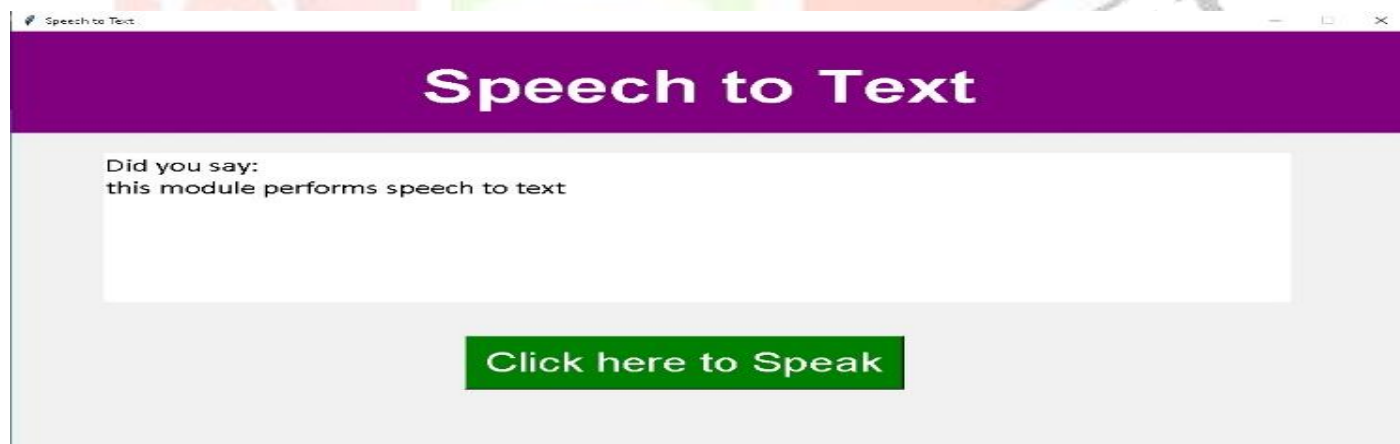 Speech to Text
Speech to Text
Did you say:
this module performs speech to text
Click here to Speak